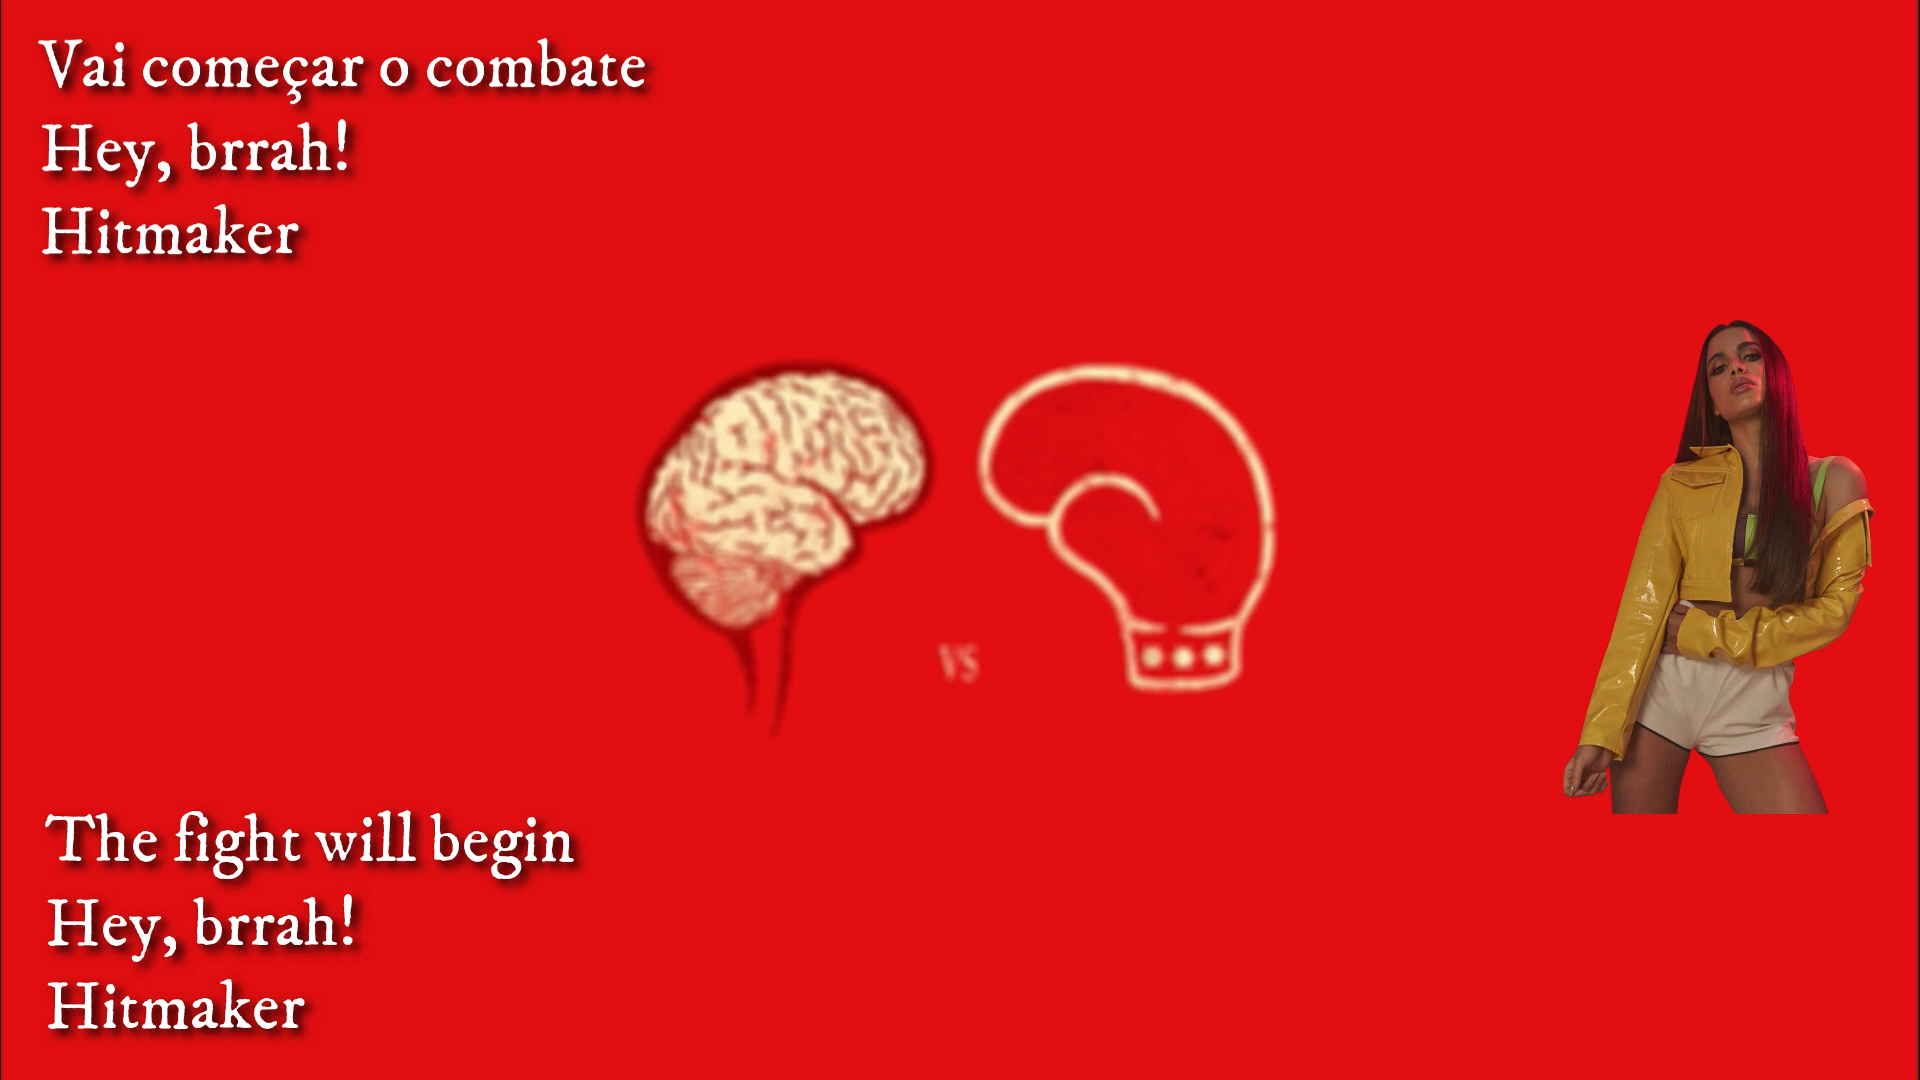 Vai começar o combate
Hey, brrah!
Hitmaker
VS
The fight will begin
Hey, brrah!
Hitmaker